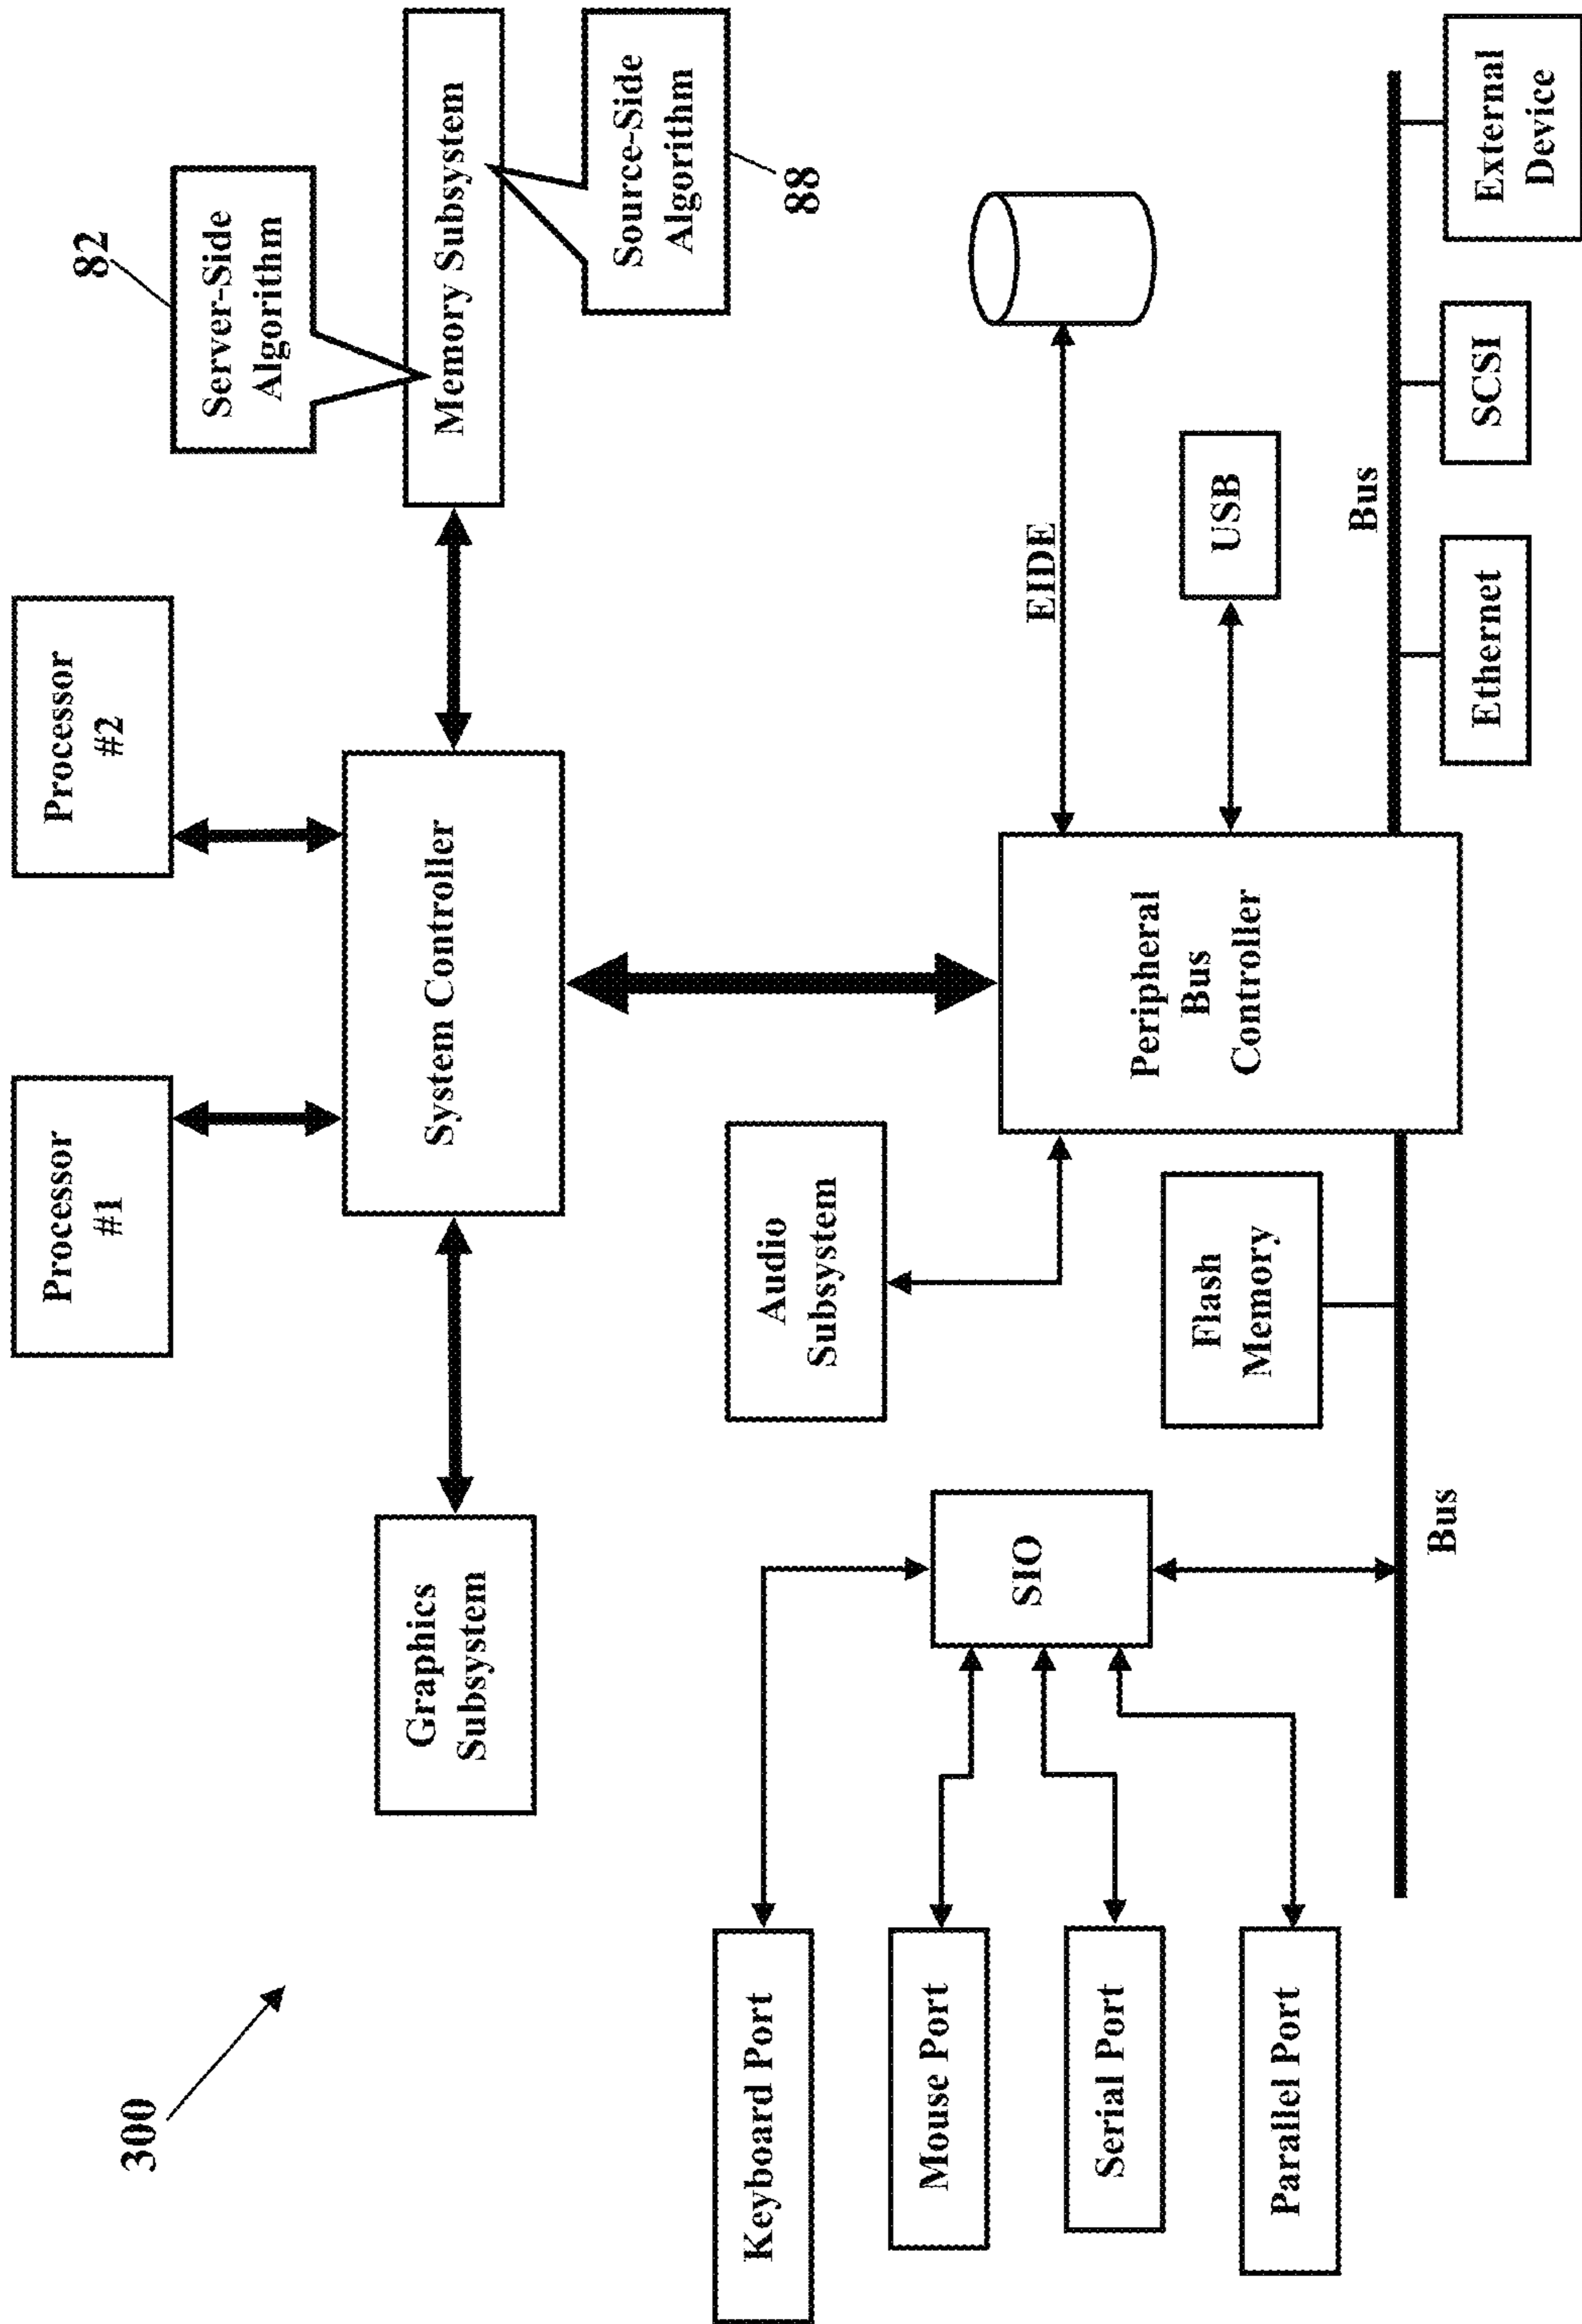 300
Processor
#1
Processor
#2
82
Server-Side
Algorithm
Graphics
Subsystem
System Controller
Memory Subsystem
Source-Side
Algorithm
88
Keyboard Port
Mouse Port
Serial Port
Parallel Port
SIO
Audio
Subsystem
Flash
Memory
Bus
Peripheral
Bus
Controller
EIDE
USB
Bus
Ethernet
SCSI
External
Device